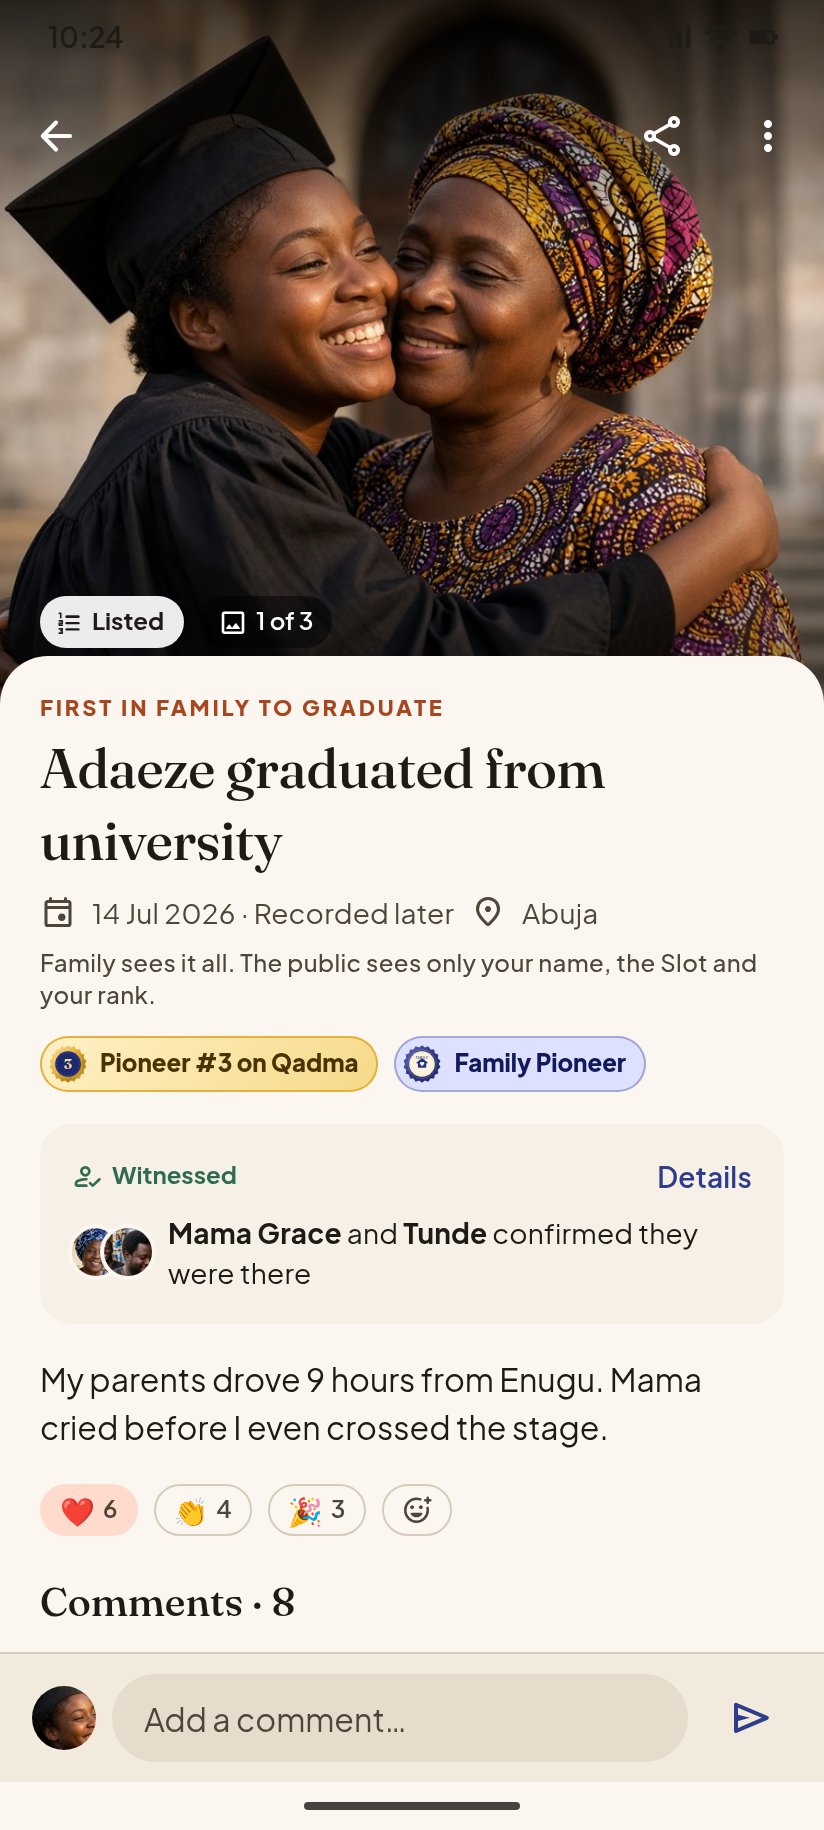 10:24
Listed
1 of 3
FIRST IN FAMILY TO GRADUATE
Adaeze graduated from
university
14 Jul 2026 · Recorded later Abuja
Family sees it all. The public sees only your name, the Slot and
your rank.
3 Pioneer #3 on Qadma
Family Pioneer
Witnessed
Details
Mama Grace and Tunde confirmed they
were there
My parents drove 9 hours from Enugu. Mama
cried before I even crossed the stage.
❤️ 6 👏 4 🎉 3
Comments · 8
Add a comment...